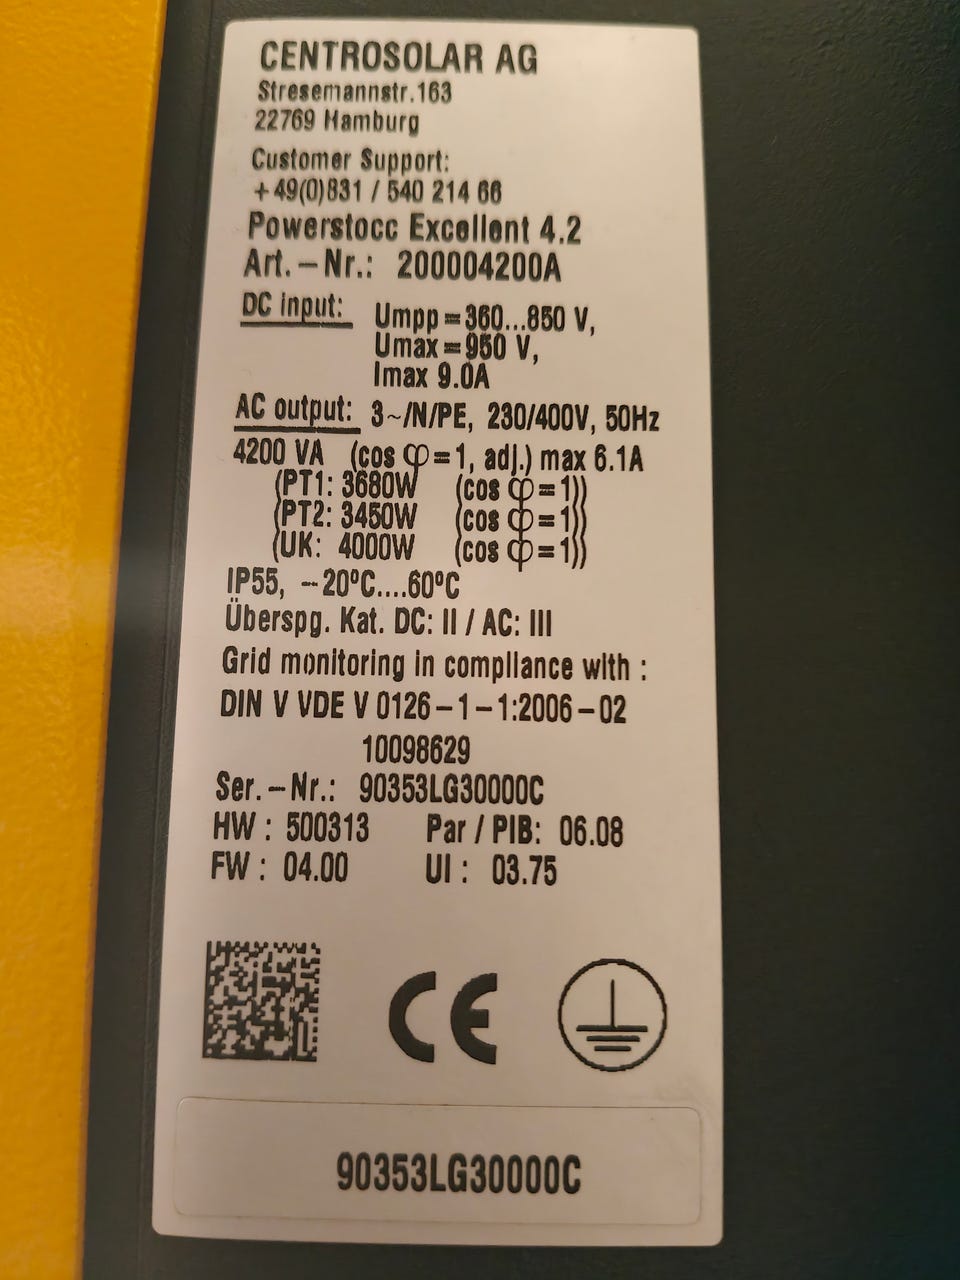 CENTROSOLAR AG
Stresemannstr.163
22769 Hamburg
Customer Support:
+49(0)831 / 540 214 66
Powerstocc Excellent 4.2
Art.-Nr.: 200004200A
DC input: Umpp=360...850 V,
Umax=950 V,
Imax 9.0A
AC output: 3~/N/PE, 230/400V, 50Hz
4200 VA (cos φ=1, adj.) max 6.1A
(PT1: 3680W (cos φ=1))
(PT2: 3450W (cos φ=1))
(UK: 4000W (cos φ=1))
IP55, -20ºC....60ºC
Überspg. Kat. DC: II / AC: III
Grid monitoring in compliance with :
DIN V VDE V 0126-1-1:2006-02
10098629
Ser.-Nr.: 90353LG30000C
HW : 500313 Par / PIB: 06.08
FW : 04.00 UI : 03.75
CE
90353LG30000C